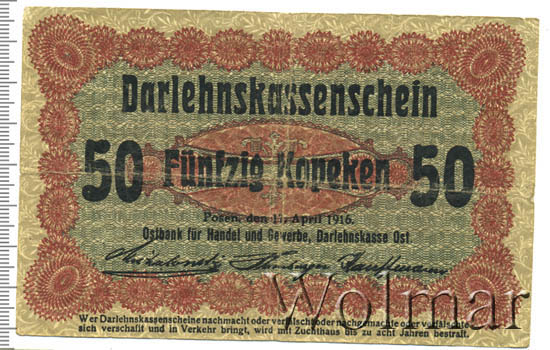 Darlehnskassenschein
50 Fünfzig Kopeken 50
Posen, den 17. April 1916.
Ostbank für Handel und Gewerbe, Darlehnskasse Ost.
Wer Darlehnskassenscheine nachmacht oder verfälscht oder nachgemachte oder verfälschte
sich verschafft und in Verkehr bringt, wird mit Zuchthaus bis zu acht Jahren bestraft.
Wolmar